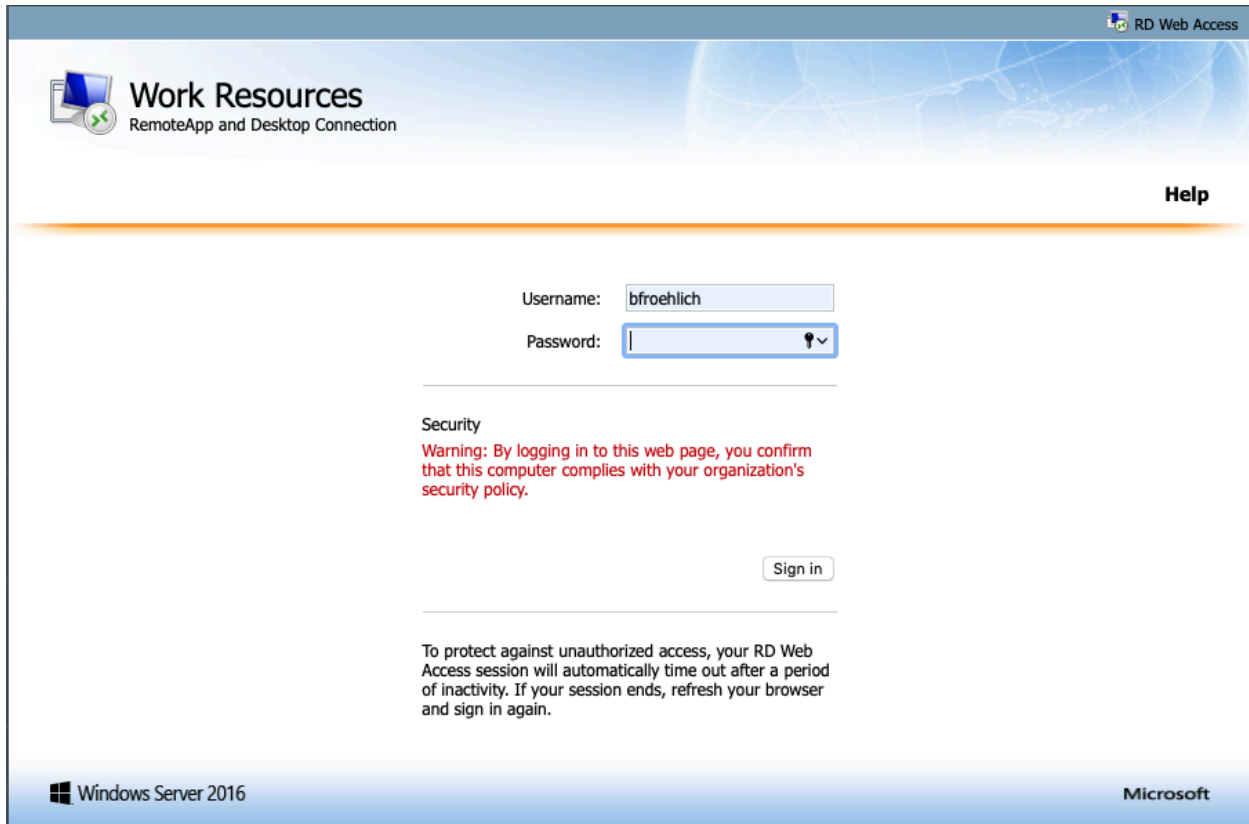 RD Web Access
Work Resources
RemoteApp and Desktop Connection
Help
Username: bfroehlich
Password:
Security
Warning: By logging in to this web page, you confirm
that this computer complies with your organization's
security policy.
Sign in
To protect against unauthorized access, your RD Web
Access session will automatically time out after a period
of inactivity. If your session ends, refresh your browser
and sign in again.
Windows Server 2016
Microsoft